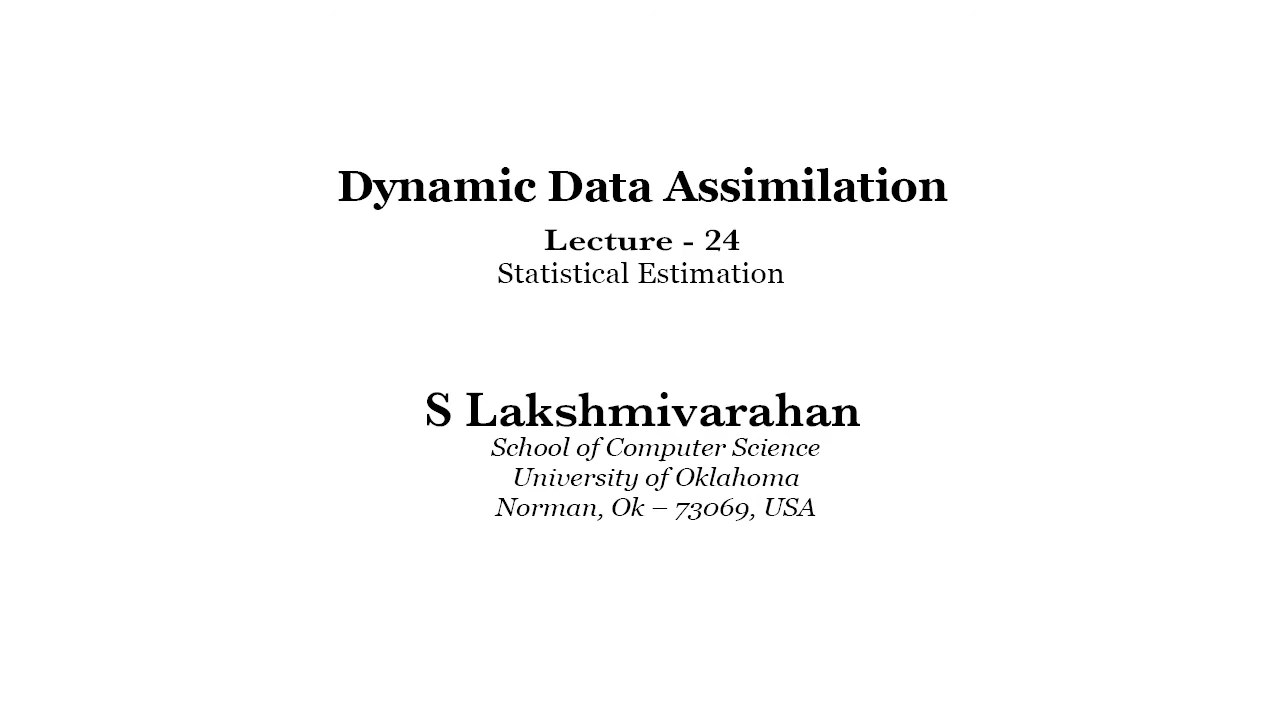 Dynamic Data Assimilation
Lecture - 24
Statistical Estimation
S Lakshmivarahan
School of Computer Science
University of Oklahoma
Norman, Ok – 73069, USA